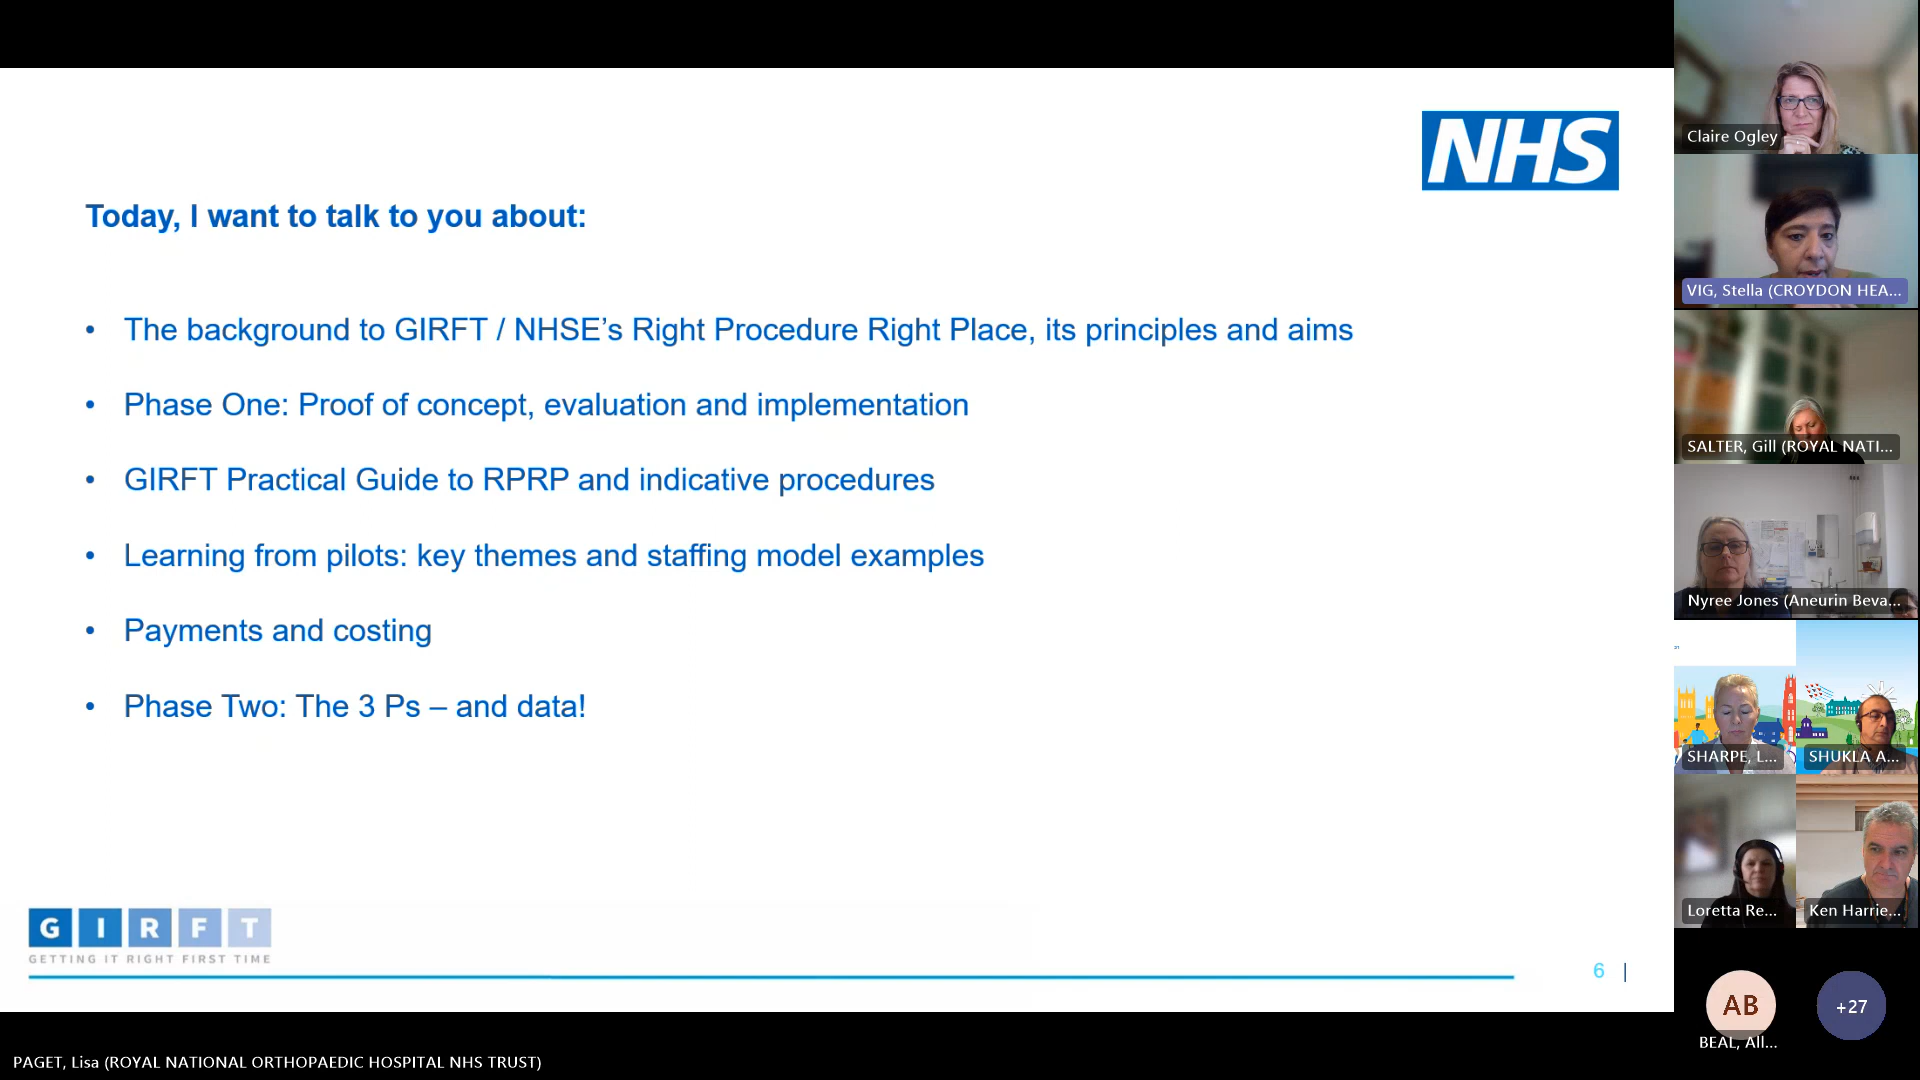 NHS
Today, I want to talk to you about:
• The background to GIRFT / NHSE’s Right Procedure Right Place, its principles and aims
• Phase One: Proof of concept, evaluation and implementation
• GIRFT Practical Guide to RPRP and indicative procedures
• Learning from pilots: key themes and staffing model examples
• Payments and costing
• Phase Two: The 3 Ps – and data!
GIRFT
GETTING IT RIGHT FIRST TIME
6 |
PAGET, Lisa (ROYAL NATIONAL ORTHOPAEDIC HOSPITAL NHS TRUST)
Claire Ogley
VIG, Stella (CROYDON HEA...
SALTER, Gill (ROYAL NATI...
Nyree Jones (Aneurin Beva...
SHARPE, L...
SHUKLA A...
Loretta Re...
Ken Harrie...
AB
+27
BEAL, All...